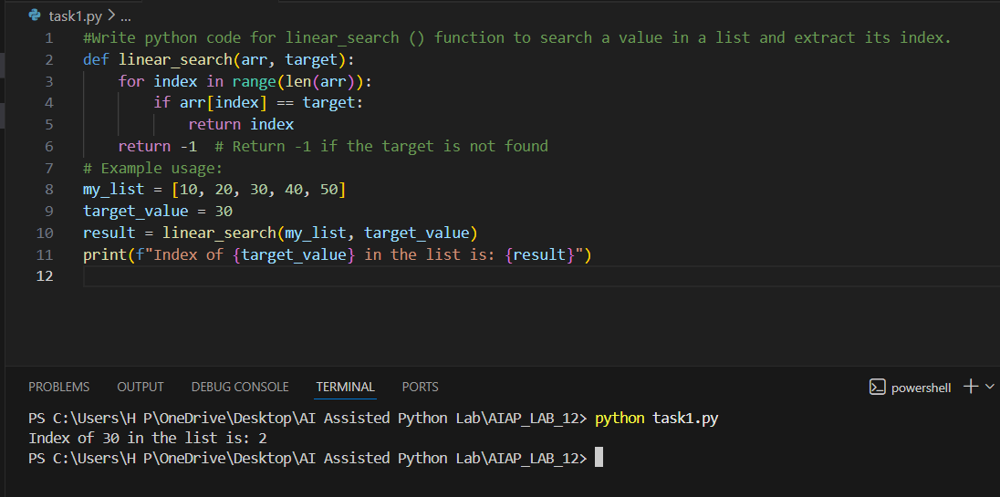 task1.py > ...
1 #Write python code for linear_search () function to search a value in a list and extract its index.
2 def linear_search(arr, target):
3     for index in range(len(arr)):
4         if arr[index] == target:
5             return index
6     return -1  # Return -1 if the target is not found
7 # Example usage:
8 my_list = [10, 20, 30, 40, 50]
9 target_value = 30
10 result = linear_search(my_list, target_value)
11 print(f"Index of {target_value} in the list is: {result}")
12
PROBLEMS OUTPUT DEBUG CONSOLE TERMINAL PORTS powershell
PS C:\Users\H P\OneDrive\Desktop\AI Assisted Python Lab\AIAP_LAB_12> python task1.py
Index of 30 in the list is: 2
PS C:\Users\H P\OneDrive\Desktop\AI Assisted Python Lab\AIAP_LAB_12>